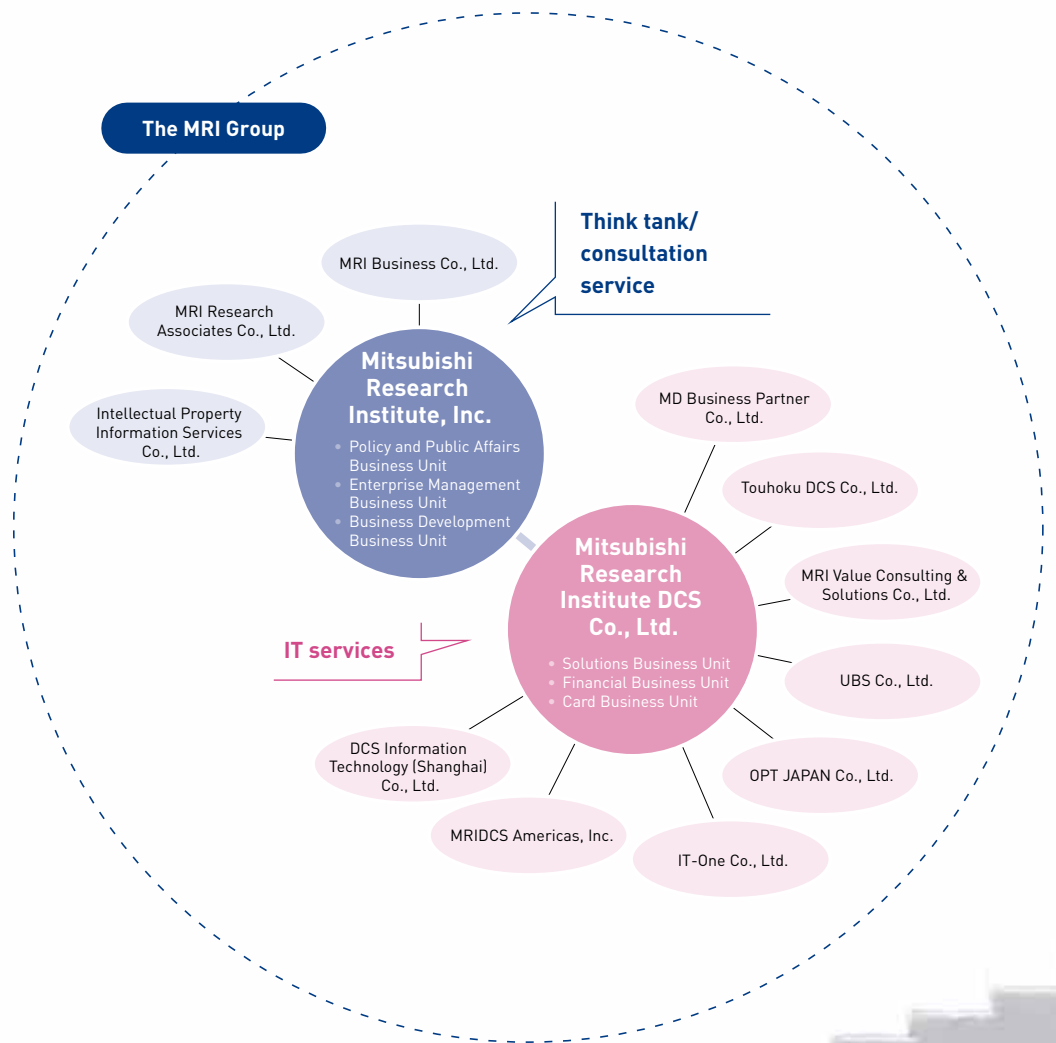 The MRI Group
Think tank/
consultation
service
MRI Business Co., Ltd.
MRI Research
Associates Co., Ltd.
Intellectual Property
Information Services
Co., Ltd.
Mitsubishi
Research
Institute, Inc.
• Policy and Public Affairs
Business Unit
• Enterprise Management
Business Unit
• Business Development
Business Unit
MD Business Partner
Co., Ltd.
Touhoku DCS Co., Ltd.
MRI Value Consulting &
Solutions Co., Ltd.
UBS Co., Ltd.
OPT JAPAN Co., Ltd.
IT-One Co., Ltd.
MRIDCS Americas, Inc.
DCS Information
Technology (Shanghai)
Co., Ltd.
Mitsubishi
Research
Institute DCS
Co., Ltd.
• Solutions Business Unit
• Financial Business Unit
• Card Business Unit
IT services